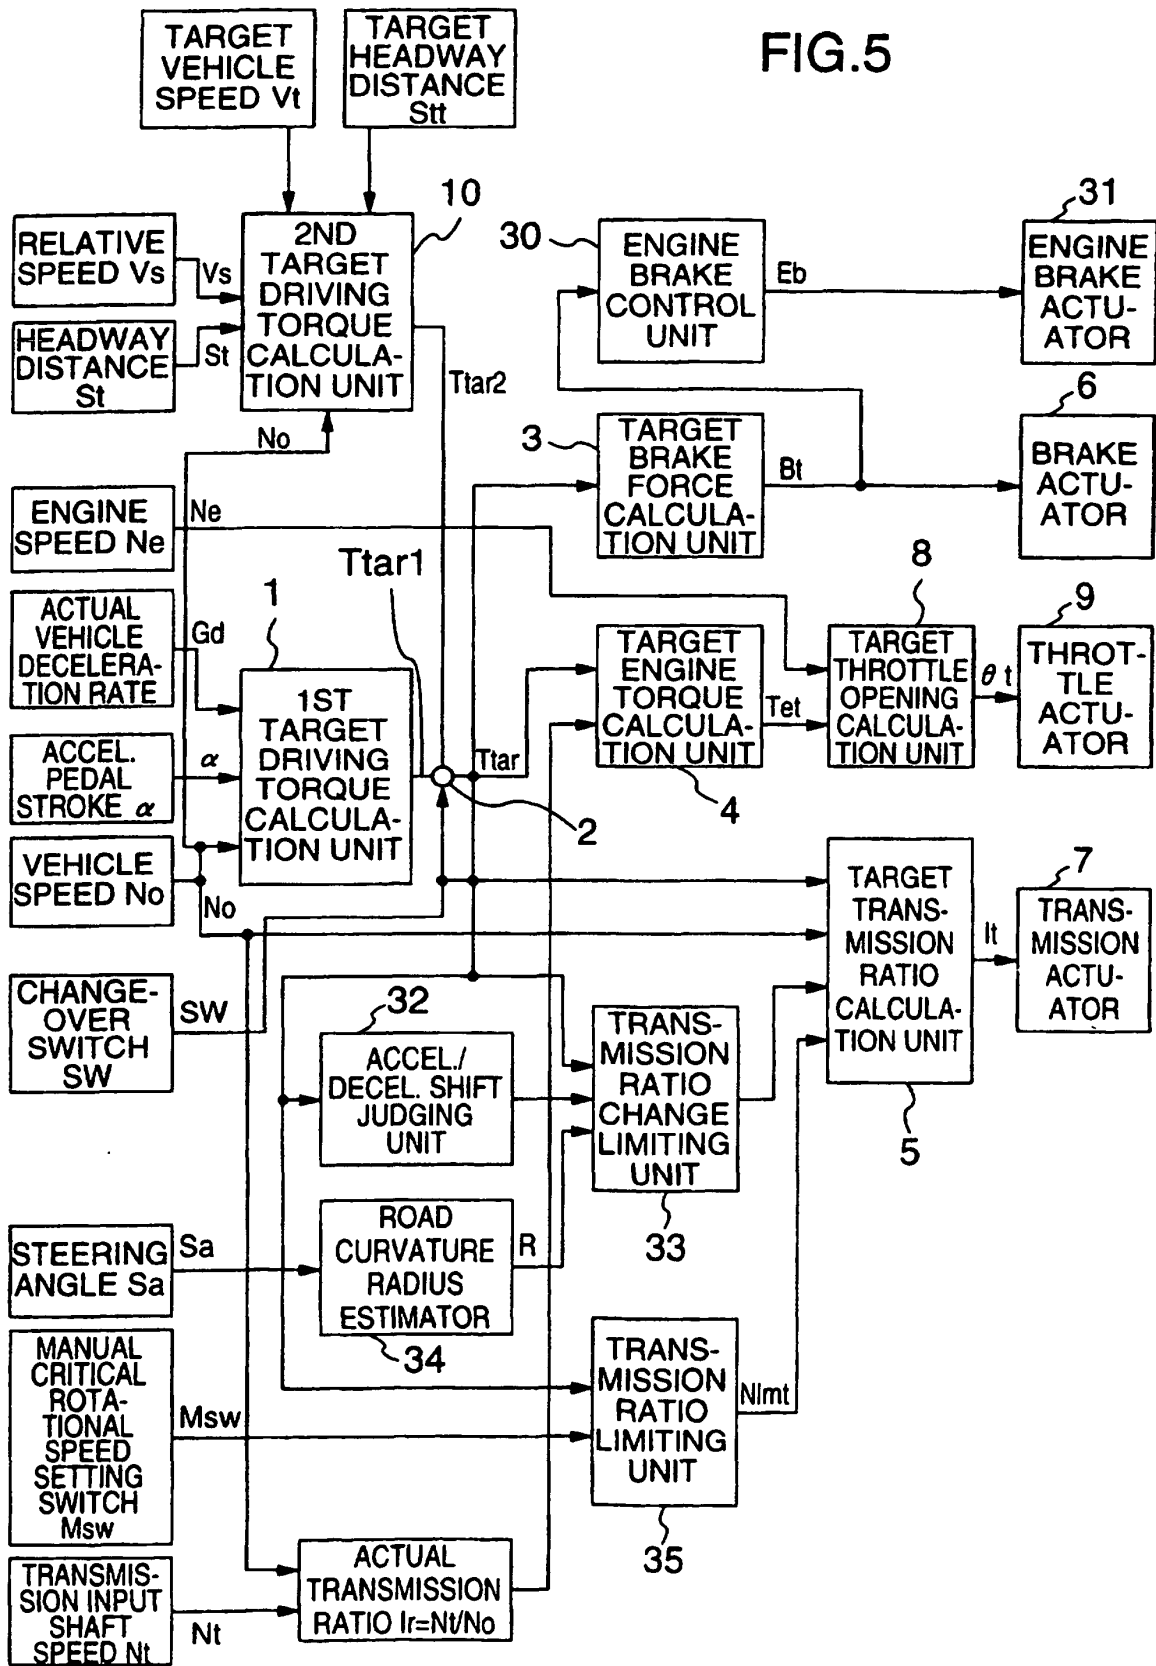 FIG.5
TARGET
VEHICLE
SPEED Vt
TARGET
HEADWAY
DISTANCE
Stt
10
RELATIVE
SPEED Vs
Vs
HEADWAY
DISTANCE
St
St
2ND
TARGET
DRIVING
TORQUE
CALCULA-
TION UNIT
No
Ttar2
30
ENGINE
BRAKE
CONTROL
UNIT
Eb
31
ENGINE
BRAKE
ACTU-
ATOR
3
TARGET
BRAKE
FORCE
CALCULA-
TION UNIT
Bt
6
BRAKE
ACTU-
ATOR
ENGINE
SPEED Ne
Ne
Ttar1
ACTUAL
VEHICLE
DECELERA-
TION RATE
Gd
1
1ST
TARGET
DRIVING
TORQUE
CALCULA-
TION UNIT
ACCEL.
PEDAL
STROKE α
α
VEHICLE
SPEED No
No
Ttar
2
TARGET
ENGINE
TORQUE
CALCULA-
TION UNIT
4
Tet
8
TARGET
THROTTLE
OPENING
CALCULA-
TION UNIT
θt
9
THROT-
TLE
ACTU-
ATOR
CHANGE-
OVER
SWITCH
SW
SW
32
ACCEL./
DECEL. SHIFT
JUDGING
UNIT
TRANS-
MISSION
RATIO
CHANGE
LIMITING
UNIT
33
TARGET
TRANS-
MISSION
RATIO
CALCULA-
TION UNIT
5
It
7
TRANS-
MISSION
ACTU-
ATOR
STEERING
ANGLE Sa
Sa
ROAD
CURVATURE
RADIUS
ESTIMATOR
34
R
MANUAL
CRITICAL
ROTA-
TIONAL
SPEED
SETTING
SWITCH
Msw
Msw
TRANS-
MISSION
RATIO
LIMITING
UNIT
35
Nlmt
TRANSMIS-
SION INPUT
SHAFT
SPEED Nt
Nt
ACTUAL
TRANSMISSION
RATIO Ir=Nt/No